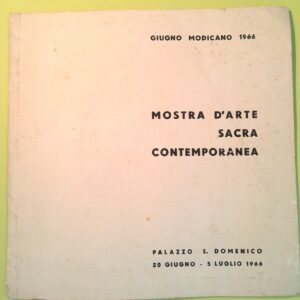 GIUGNO MODICANO 1966
MOSTRA D'ARTE
SACRA
CONTEMPORANEA
PALAZZO S. DOMENICO
20 GIUGNO - 5 LUGLIO 1966